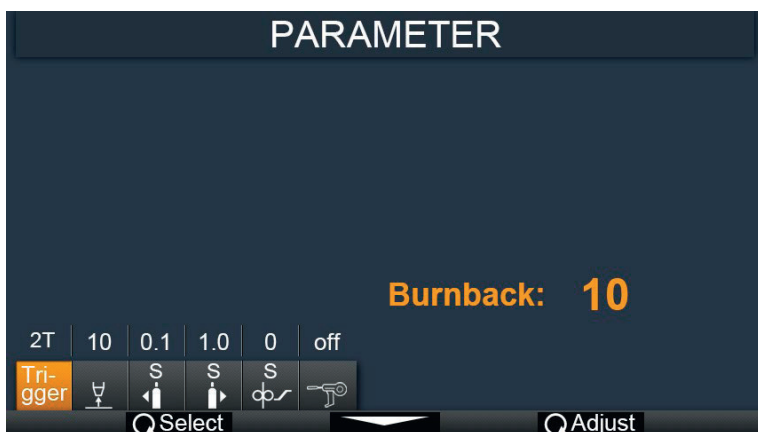 PARAMETER
Burnback: 10
2T 10 0.1 1.0 0 off
Tri-
gger S S S
Select Adjust